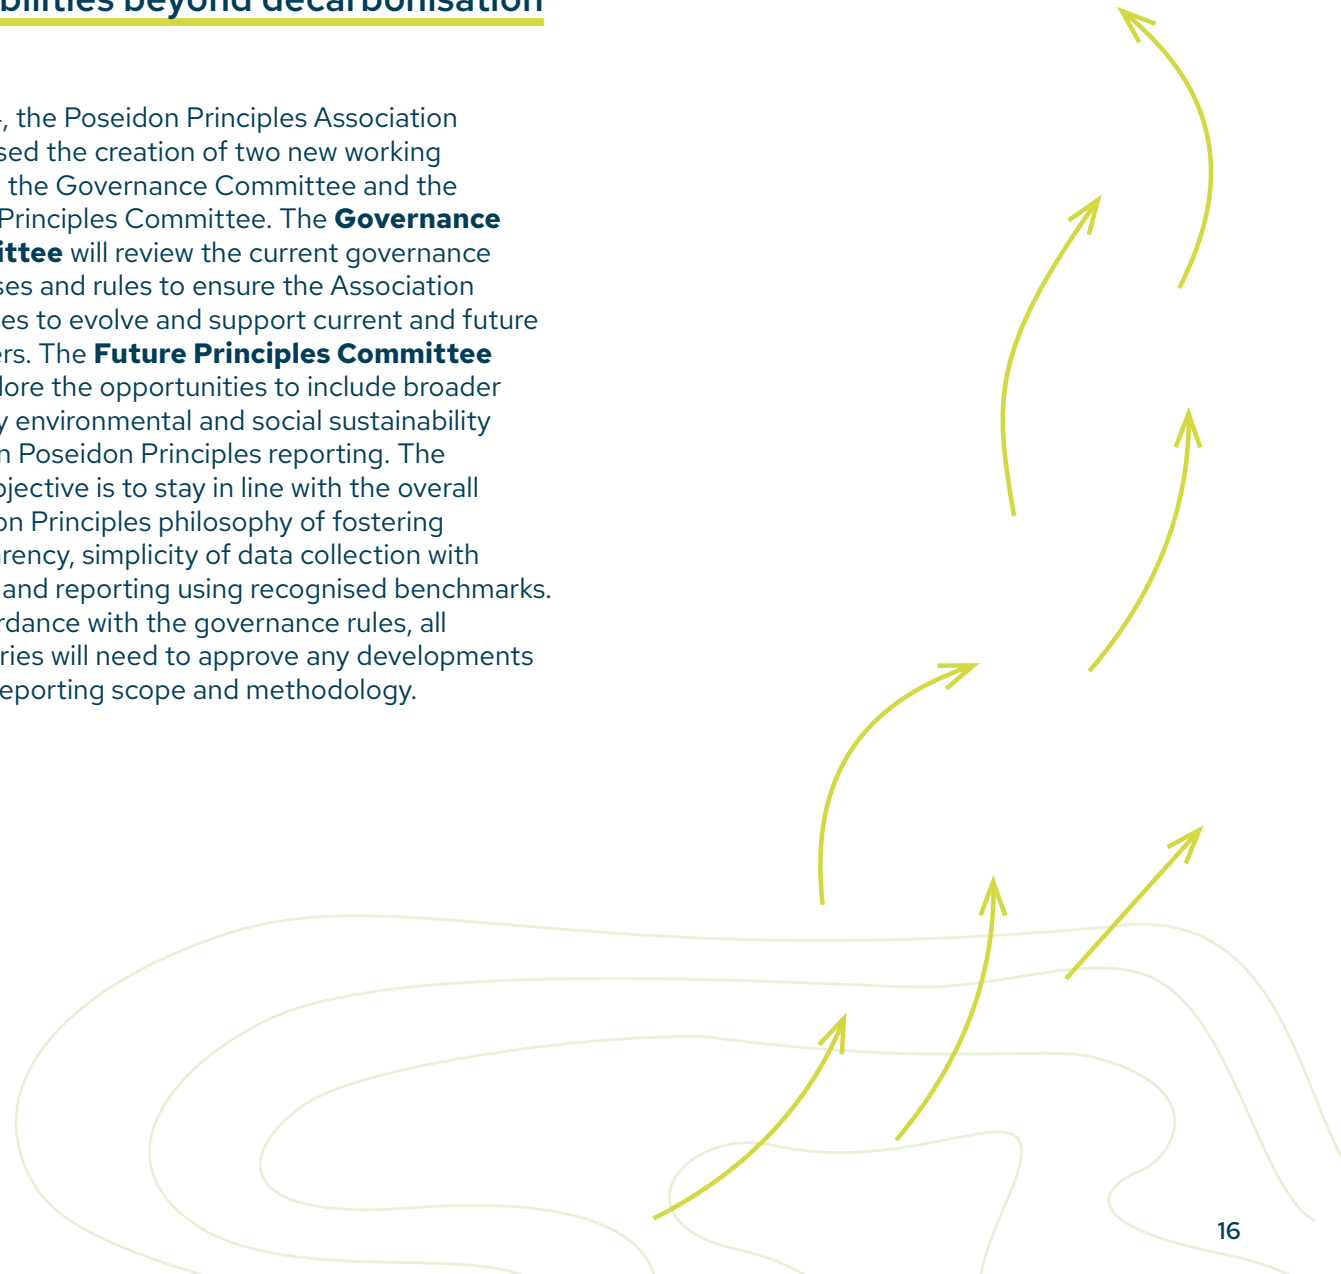 bilities beyond decarbonisation
, the Poseidon Principles Association
sed the creation of two new working
the Governance Committee and the
Principles Committee. The Governance
ittee will review the current governance
ses and rules to ensure the Association
es to evolve and support current and future
ers. The Future Principles Committee
lore the opportunities to include broader
y environmental and social sustainability
n Poseidon Principles reporting. The
bjective is to stay in line with the overall
on Principles philosophy of fostering
arency, simplicity of data collection with
and reporting using recognised benchmarks.
rdance with the governance rules, all
ries will need to approve any developments
eporting scope and methodology.
16